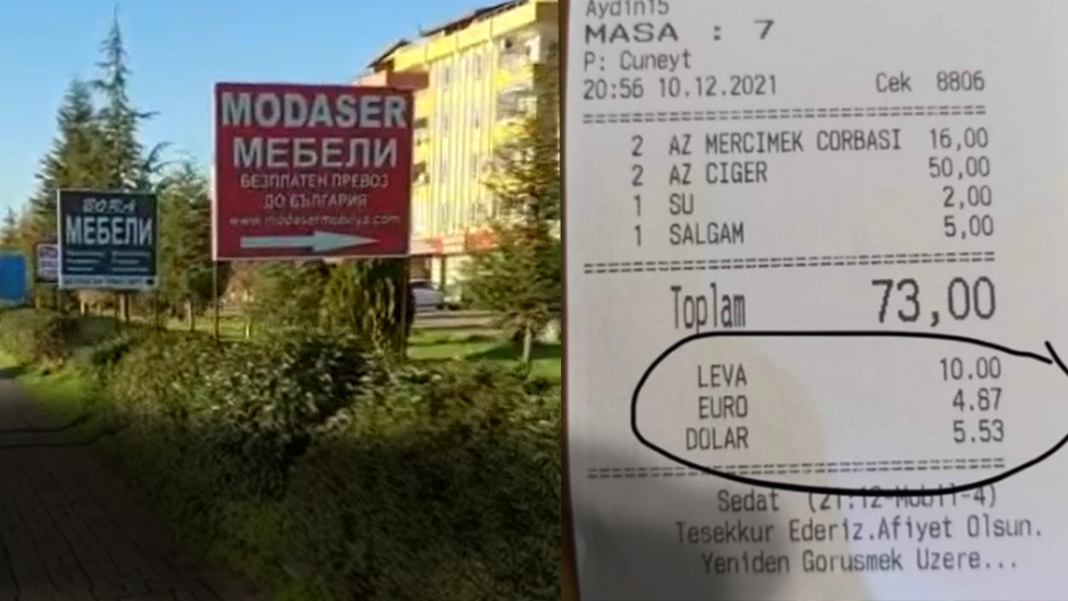 BORA
МЕБЕЛИ
MODASER
МЕБЕЛИ
БЕЗПЛАТЕН ПРЕВОЗ
ДО БЪЛГАРИЯ
www.modasermobilya.com
Aydin15
MASA : 7
P: Cuneyt
20:56 10.12.2021 Cek 8806
2 AZ MERCIMEK CORBASI 16,00
2 AZ CIGER 50,00
1 SU 2,00
1 SALGAM 5,00
Toplam 73,00
LEVA 10.00
EURO 4.87
DOLAR 5.53
Sedat (21:12-Mobil-4)
Tesekkur Ederiz.Afiyet Olsun.
Yeniden Gorusmek Uzere...